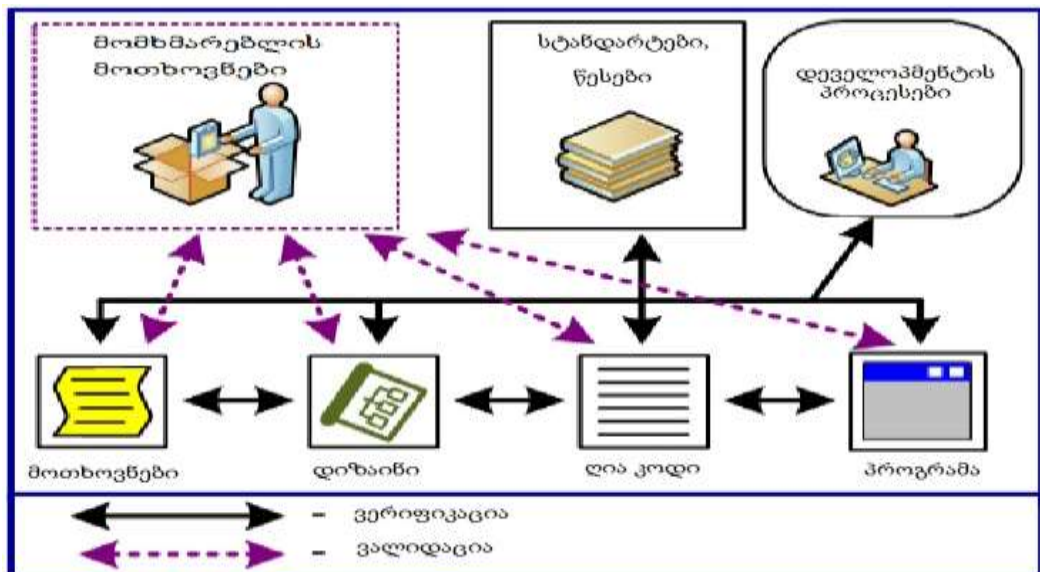 მომხმარებლის
მოთხოვნები
სტანდარტები,
წესები
დეველოპმენტის
პროცესები
მოთხოვნები
დიზაინი
ღია კოდი
პროგრამა
– ვერიფიკაცია
– ვალიდაცია